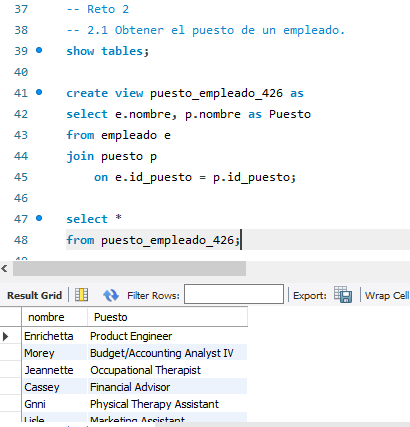 37 -- Reto 2
38 -- 2.1 Obtener el puesto de un empleado.
39 show tables;
40
41 create view puesto_empleado_426 as
42 select e.nombre, p.nombre as Puesto
43 from empleado e
44 join puesto p
45 on e.id_puesto = p.id_puesto;
46
47 select *
48 from puesto_empleado_426;
Result Grid Filter Rows: Export: Wrap Cell
nombre Puesto
Enrichetta Product Engineer
Morey Budget/Accounting Analyst IV
Jeannette Occupational Therapist
Cassey Financial Advisor
Gnni Physical Therapy Assistant
Lisle Marketing Assistant